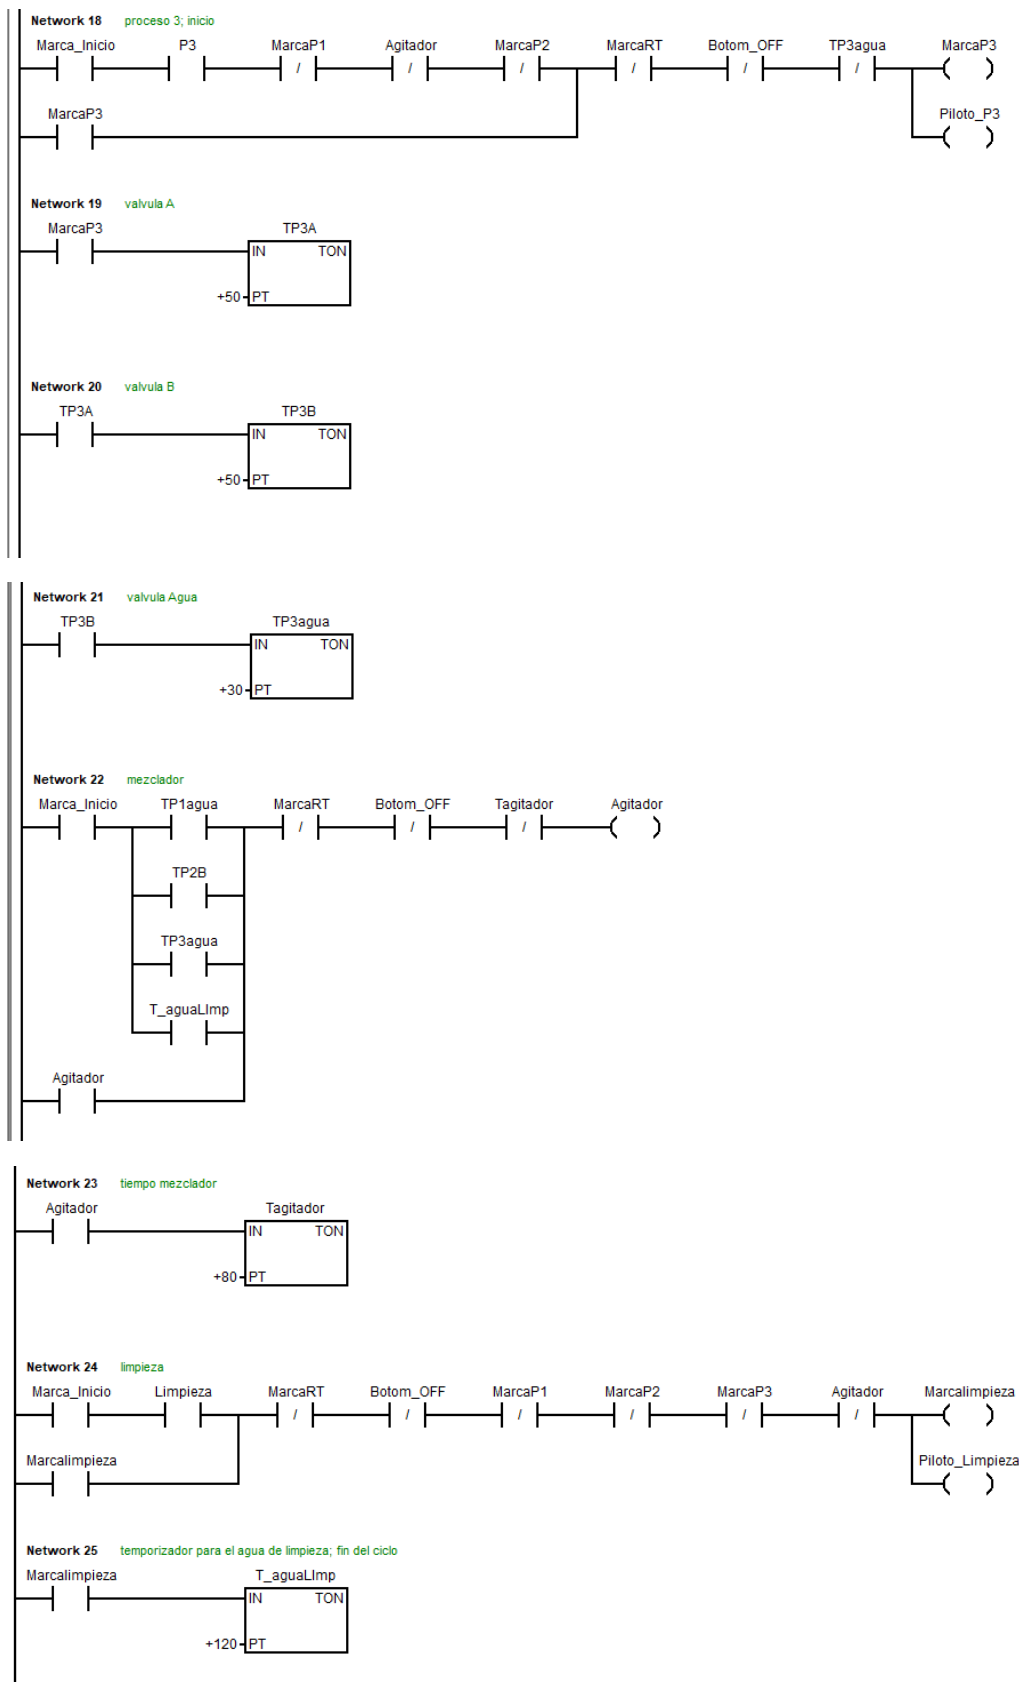 Network 18 proceso 3; inicio
Marca_Inicio P3 MarcaP1 Agitador MarcaP2 MarcaRT Botom_OFF TP3agua MarcaP3
/ / / / / /
MarcaP3 Piloto_P3
Network 19 valvula A
MarcaP3 TP3A
IN TON
+50 PT
Network 20 valvula B
TP3A TP3B
IN TON
+50 PT
Network 21 valvula Agua
TP3B TP3agua
IN TON
+30 PT
Network 22 mezclador
Marca_Inicio TP1agua MarcaRT Botom_OFF Tagitador Agitador
/ / /
TP2B
TP3agua
T_aguaLImp
Agitador
Network 23 tiempo mezclador
Agitador Tagitador
IN TON
+80 PT
Network 24 limpieza
Marca_Inicio Limpieza MarcaRT Botom_OFF MarcaP1 MarcaP2 MarcaP3 Agitador Marcalimpieza
/ / / / / /
Marcalimpieza Piloto_Limpieza
Network 25 temporizador para el agua de limpieza; fin del ciclo
Marcalimpieza T_aguaLImp
IN TON
+120 PT